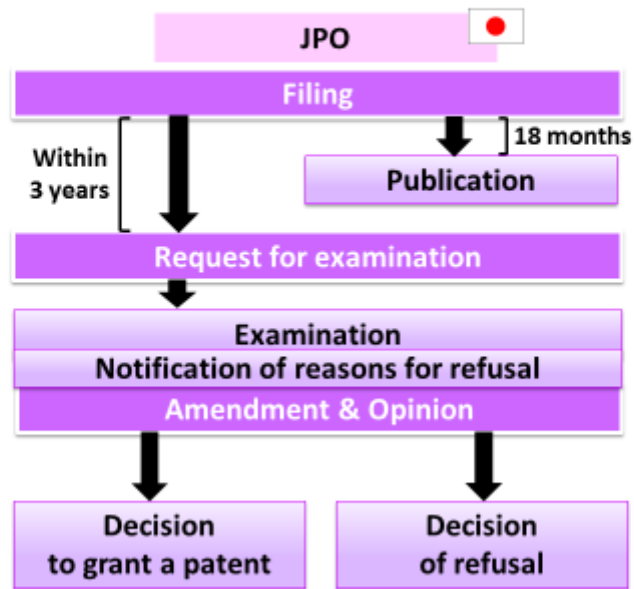 JPO
Filing
Within
3 years
18 months
Publication
Request for examination
Examination
Notification of reasons for refusal
Amendment & Opinion
Decision
to grant a patent
Decision
of refusal